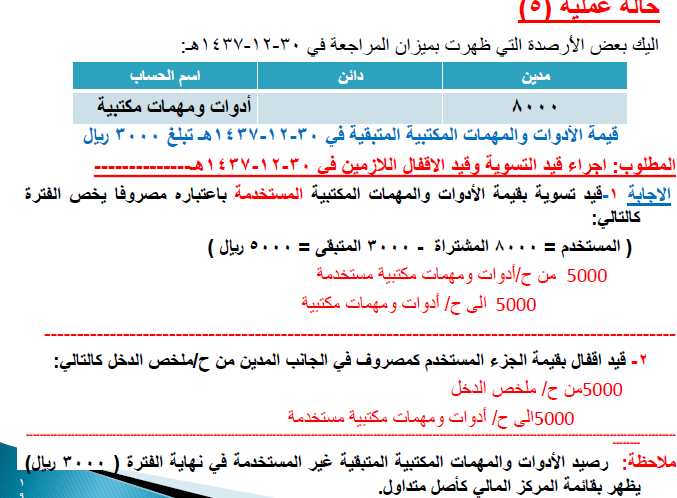 حالة عملية (٥)
اليك بعض الأرصدة التي ظهرت بميزان المراجعة في ٣٠-١٢-١٤٣٧هـ:
مدين دائن اسم الحساب
٨٠٠٠ أدوات ومهمات مكتبية
قيمة الأدوات والمهمات المكتبية المتبقية في ٣٠-١٢-١٤٣٧هـ تبلغ ٣٠٠٠ ريال
المطلوب: اجراء قيد التسوية وقيد الاقفال اللازمين في ٣٠-١٢-١٤٣٧هـ---------------
الاجابة ١-قيد تسوية بقيمة الأدوات والمهمات المكتبية المستخدمة باعتباره مصروفا يخص الفترة
كالتالي:
( المستخدم = ٨٠٠٠ المشتراة - ٣٠٠٠ المتبقى = ٥٠٠٠ ريال )
5000 من ح/أدوات ومهمات مكتبية مستخدمة
5000 الى ح/ أدوات ومهمات مكتبية
٢- قيد اقفال بقيمة الجزء المستخدم كمصروف في الجانب المدين من ح/ملخص الدخل كالتالي:
5000من ح/ ملخص الدخل
5000الى ح/ أدوات ومهمات مكتبية مستخدمة
ملاحظة: رصيد الأدوات والمهمات المكتبية المتبقية غير المستخدمة في نهاية الفترة ( ٣٠٠٠ ريال)
يظهر بقائمة المركز المالي كأصل متداول.